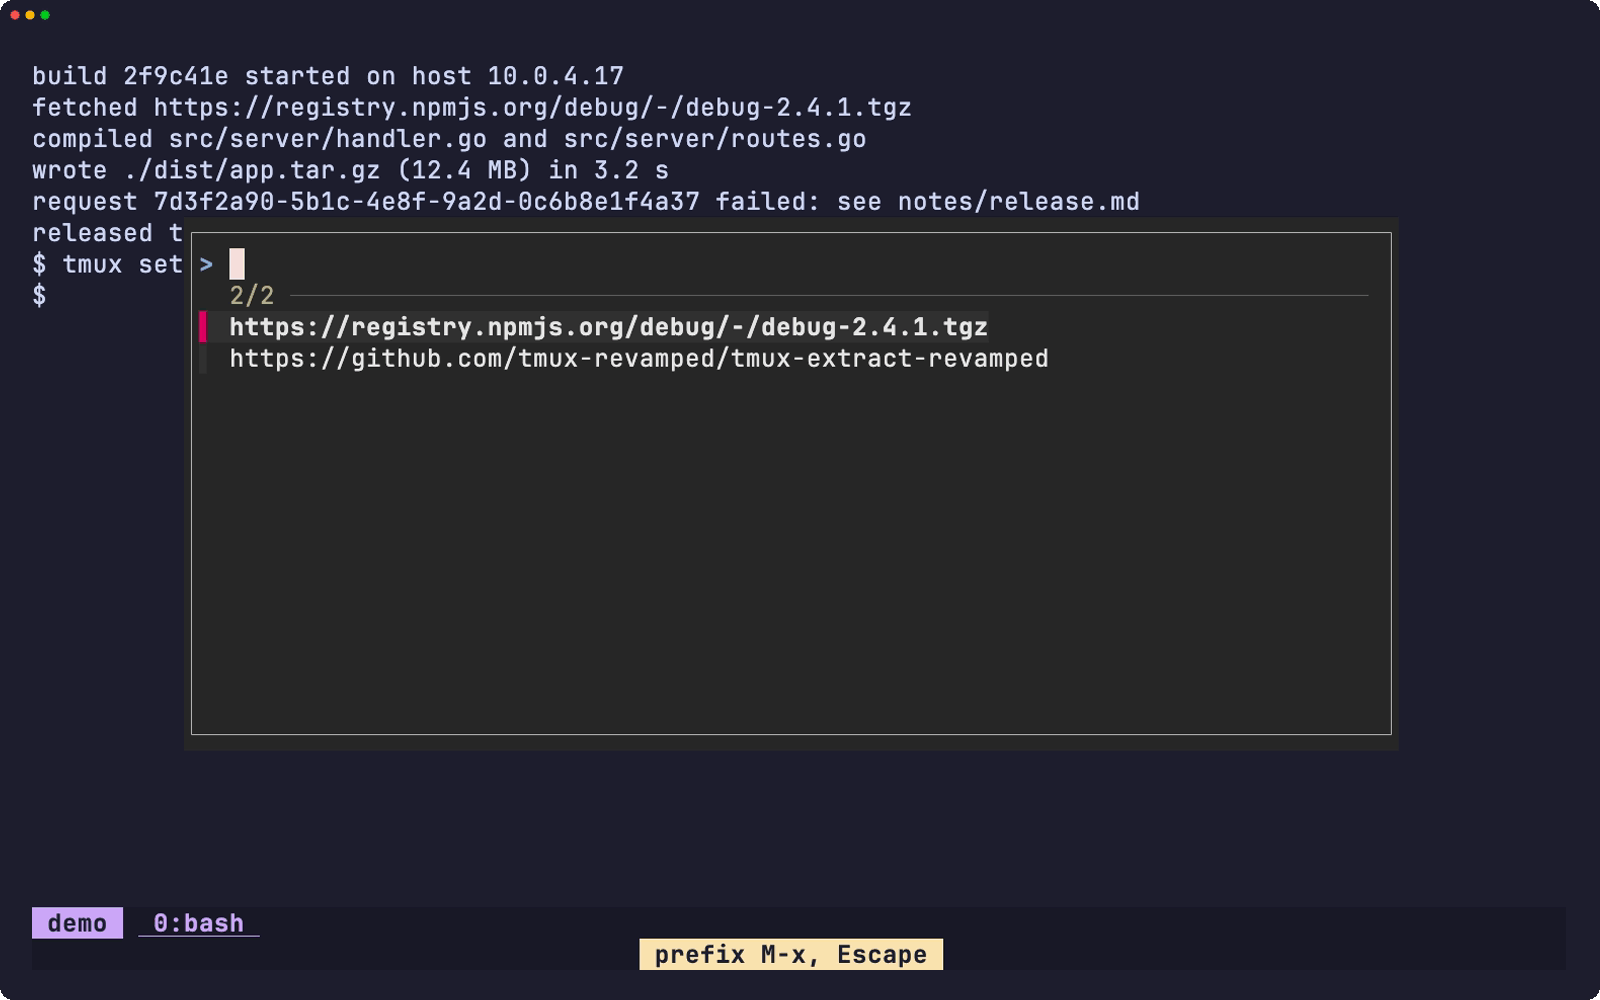 build 2f9c41e started on host 10.0.4.17
fetched https://registry.npmjs.org/debug/-/debug-2.4.1.tgz
compiled src/server/handler.go and src/server/routes.go
wrote ./dist/app.tar.gz (12.4 MB) in 3.2 s
request 7d3f2a90-5b1c-4e8f-9a2d-0c6b8e1f4a37 failed: see notes/release.md
released t
$ tmux set
$
>
2/2
https://registry.npmjs.org/debug/-/debug-2.4.1.tgz
https://github.com/tmux-revamped/tmux-extract-revamped
demo 0:bash
prefix M-x, Escape